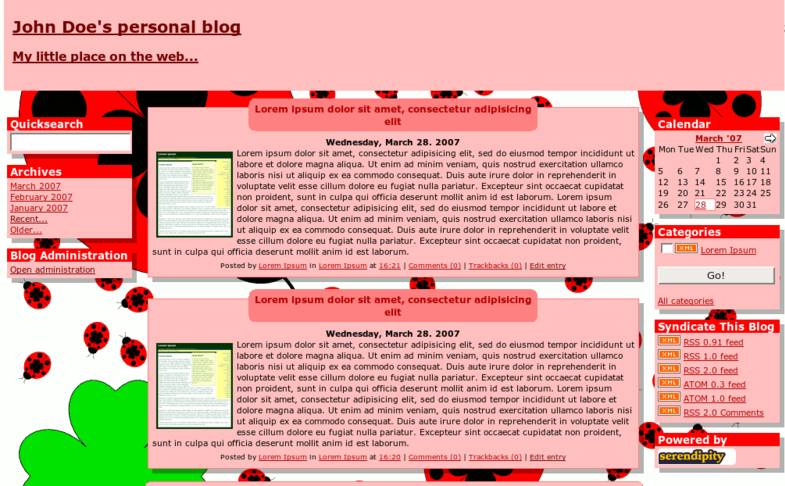 John Doe's personal blog
My little place on the web...
Quicksearch
Archives
March 2007
February 2007
January 2007
Recent...
Older...
Blog Administration
Open administration
Lorem ipsum dolor sit amet, consectetur adipisicing
elit
Wednesday, March 28. 2007
Lorem ipsum dolor sit amet, consectetur adipisicing elit, sed do eiusmod tempor incididunt ut
labore et dolore magna aliqua. Ut enim ad minim veniam, quis nostrud exercitation ullamco
laboris nisi ut aliquip ex ea commodo consequat. Duis aute irure dolor in reprehenderit in
voluptate velit esse cillum dolore eu fugiat nulla pariatur. Excepteur sint occaecat cupidatat
non proident, sunt in culpa qui officia deserunt mollit anim id est laborum. Lorem ipsum
dolor sit amet, consectetur adipisicing elit, sed do eiusmod tempor incididunt ut labore et
dolore magna aliqua. Ut enim ad minim veniam, quis nostrud exercitation ullamco laboris nisi
ut aliquip ex ea commodo consequat. Duis aute irure dolor in reprehenderit in voluptate velit
esse cillum dolore eu fugiat nulla pariatur. Excepteur sint occaecat cupidatat non proident,
sunt in culpa qui officia deserunt mollit anim id est laborum.
Posted by Lorem Ipsum in Lorem Ipsum at 16:21 | Comments (0) | Trackbacks (0) | Edit entry
Lorem ipsum dolor sit amet, consectetur adipisicing
elit
Wednesday, March 28. 2007
Lorem ipsum dolor sit amet, consectetur adipisicing elit, sed do eiusmod tempor incididunt ut
labore et dolore magna aliqua. Ut enim ad minim veniam, quis nostrud exercitation ullamco
laboris nisi ut aliquip ex ea commodo consequat. Duis aute irure dolor in reprehenderit in
voluptate velit esse cillum dolore eu fugiat nulla pariatur. Excepteur sint occaecat cupidatat
non proident, sunt in culpa qui officia deserunt mollit anim id est laborum. Lorem ipsum
dolor sit amet, consectetur adipisicing elit, sed do eiusmod tempor incididunt ut labore et
dolore magna aliqua. Ut enim ad minim veniam, quis nostrud exercitation ullamco laboris nisi
ut aliquip ex ea commodo consequat. Duis aute irure dolor in reprehenderit in voluptate velit
esse cillum dolore eu fugiat nulla pariatur. Excepteur sint occaecat cupidatat non proident,
sunt in culpa qui officia deserunt mollit anim id est laborum.
Posted by Lorem Ipsum in Lorem Ipsum at 16:20 | Comments (0) | Trackbacks (0) | Edit entry
Calendar
March '07
Mon Tue Wed Thu Fri Sat Sun
1 2 3 4
5 6 7 8 9 10 11
12 13 14 15 16 17 18
19 20 21 22 23 24 25
26 27 28 29 30 31
Categories
XML Lorem Ipsum
Go!
All categories
Syndicate This Blog
XML RSS 0.91 feed
XML RSS 1.0 feed
XML RSS 2.0 feed
XML ATOM 0.3 feed
XML ATOM 1.0 feed
XML RSS 2.0 Comments
Powered by
serendipity